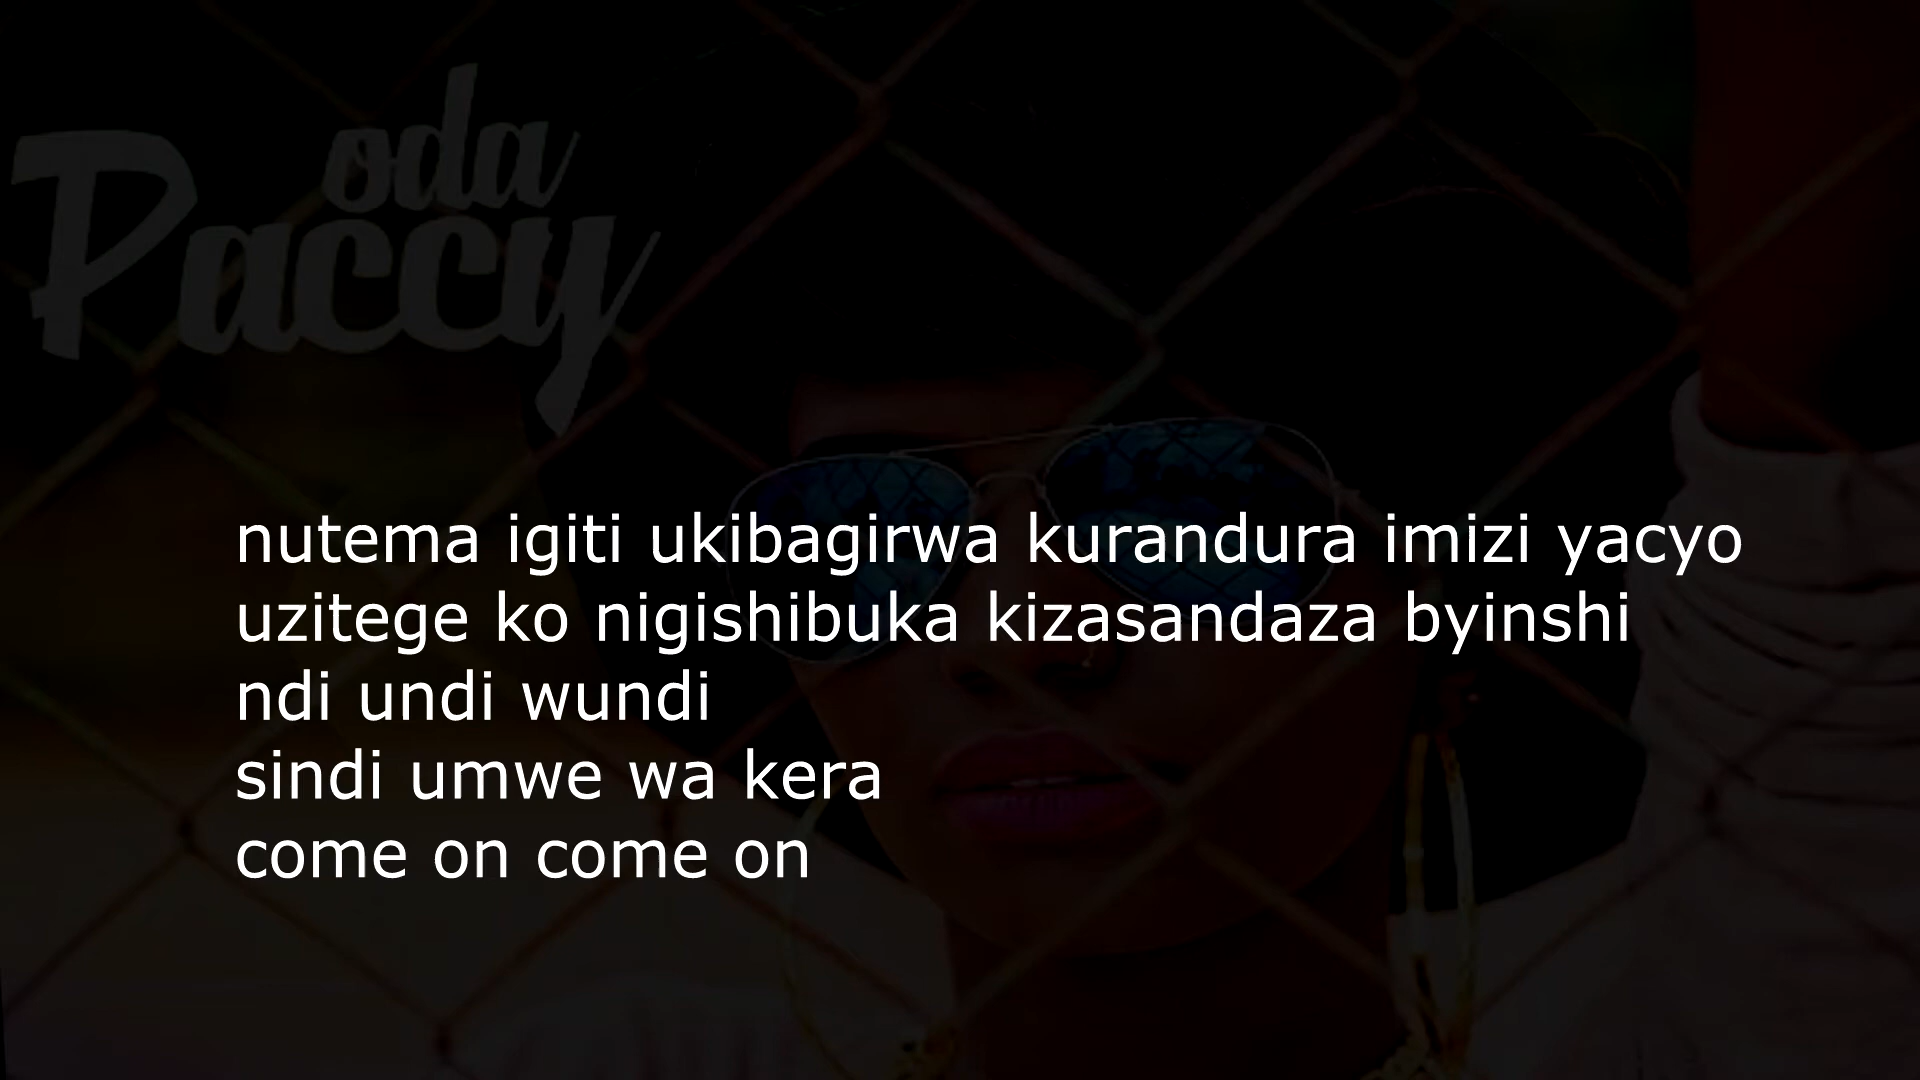 oda
Paccy
nutema igiti ukibagirwa kurandura imizi yacyo
uzitege ko nigishibuka kizasandaza byinshi
ndi undi wundi
sindi umwe wa kera
come on come on